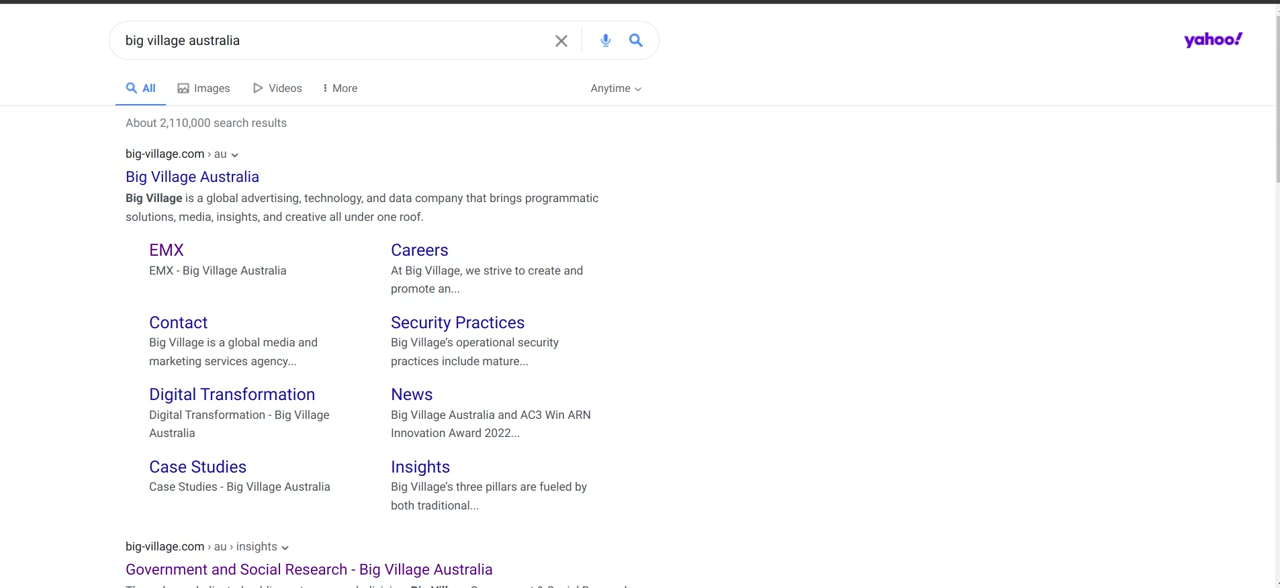 big village australia
yahoo!
All Images Videos More Anytime
About 2,110,000 search results
big-village.com › au
Big Village Australia
Big Village is a global advertising, technology, and data company that brings programmatic
solutions, media, insights, and creative all under one roof.
EMX
EMX - Big Village Australia
Careers
At Big Village, we strive to create and
promote an...
Contact
Big Village is a global media and
marketing services agency...
Security Practices
Big Village's operational security
practices include mature...
Digital Transformation
Digital Transformation - Big Village
Australia
News
Big Village Australia and AC3 Win ARN
Innovation Award 2022...
Case Studies
Case Studies - Big Village Australia
Insights
Big Village's three pillars are fueled by
both traditional...
big-village.com › au › insights
Government and Social Research - Big Village Australia